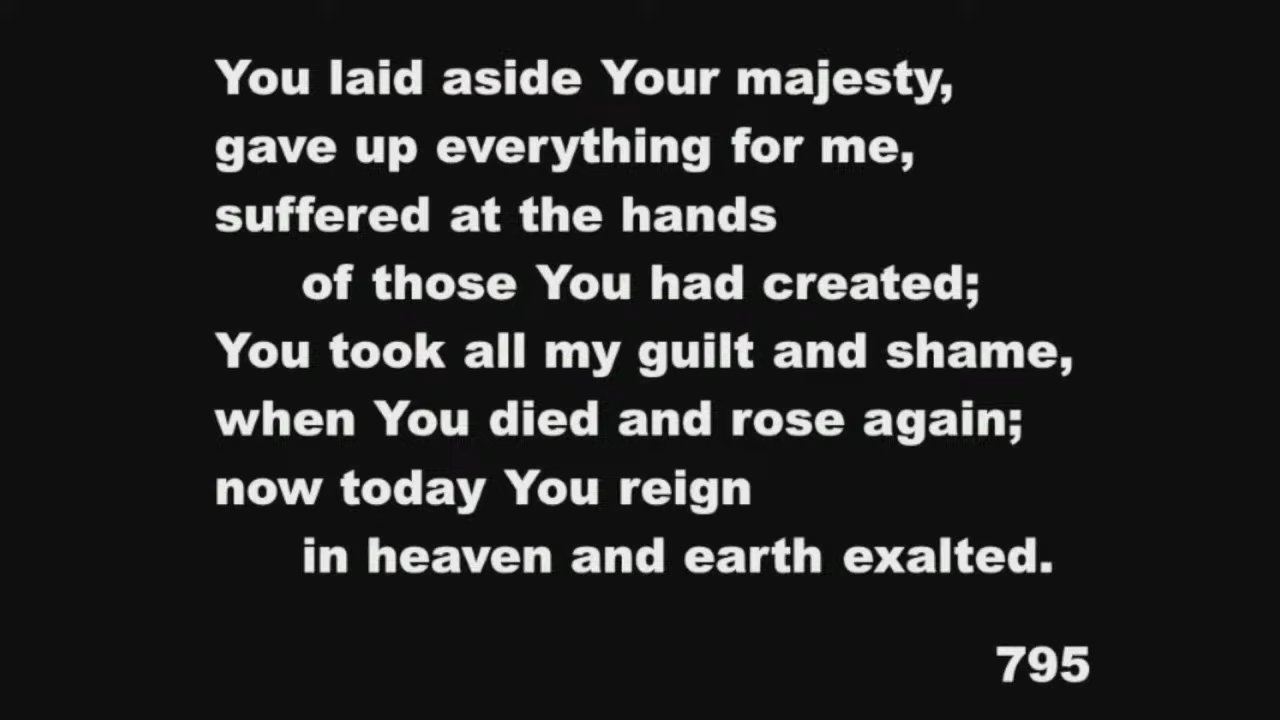 You laid aside Your majesty,
gave up everything for me,
suffered at the hands
of those You had created;
You took all my guilt and shame,
when You died and rose again;
now today You reign
in heaven and earth exalted.
795